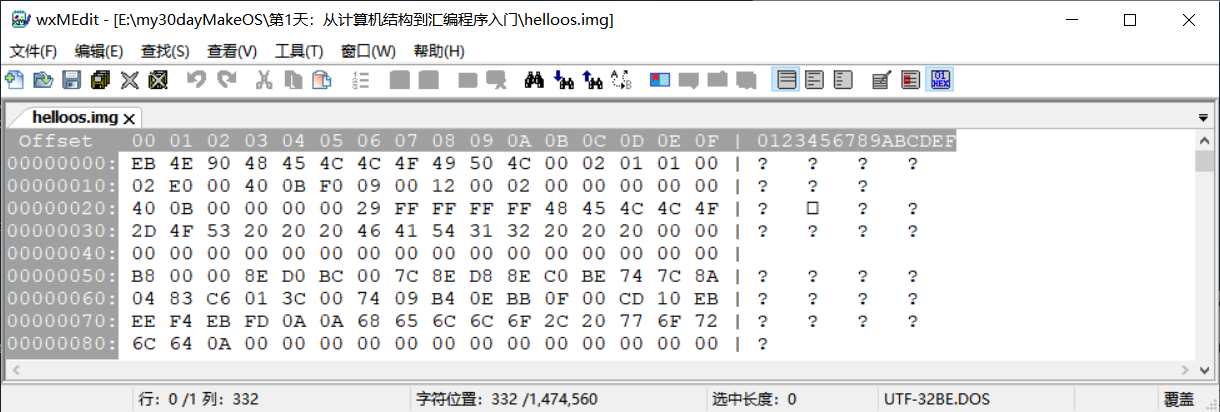 wxMEdit - [E:\my30dayMakeOS\第1天：从计算机结构到汇编程序入门\helloos.img]
文件(F) 编辑(E) 查找(S) 查看(V) 工具(T) 窗口(W) 帮助(H)
helloos.img
Offset 00 01 02 03 04 05 06 07 08 09 0A 0B 0C 0D 0E 0F | 0123456789ABCDEF
00000000: EB 4E 90 48 45 4C 4C 4F 49 50 4C 00 02 01 01 00 | ? ? ? ?
00000010: 02 E0 00 40 0B F0 09 00 12 00 02 00 00 00 00 00 | ? ? ?
00000020: 40 0B 00 00 00 00 29 FF FF FF FF 48 45 4C 4C 4F | ? □ ? ?
00000030: 2D 4F 53 20 20 20 46 41 54 31 32 20 20 20 00 00 | ? ? ? ?
00000040: 00 00 00 00 00 00 00 00 00 00 00 00 00 00 00 00 |
00000050: B8 00 00 8E D0 BC 00 7C 8E D8 8E C0 BE 74 7C 8A | ? ? ? ?
00000060: 04 83 C6 01 3C 00 74 09 B4 0E BB 0F 00 CD 10 EB | ? ? ? ?
00000070: EE F4 EB FD 0A 0A 68 65 6C 6C 6F 2C 20 77 6F 72 | ? ? ? ?
00000080: 6C 64 0A 00 00 00 00 00 00 00 00 00 00 00 00 00 | ?
行：0 /1 列：332 字符位置：332 /1,474,560 选中长度：0 UTF-32BE.DOS 覆盖